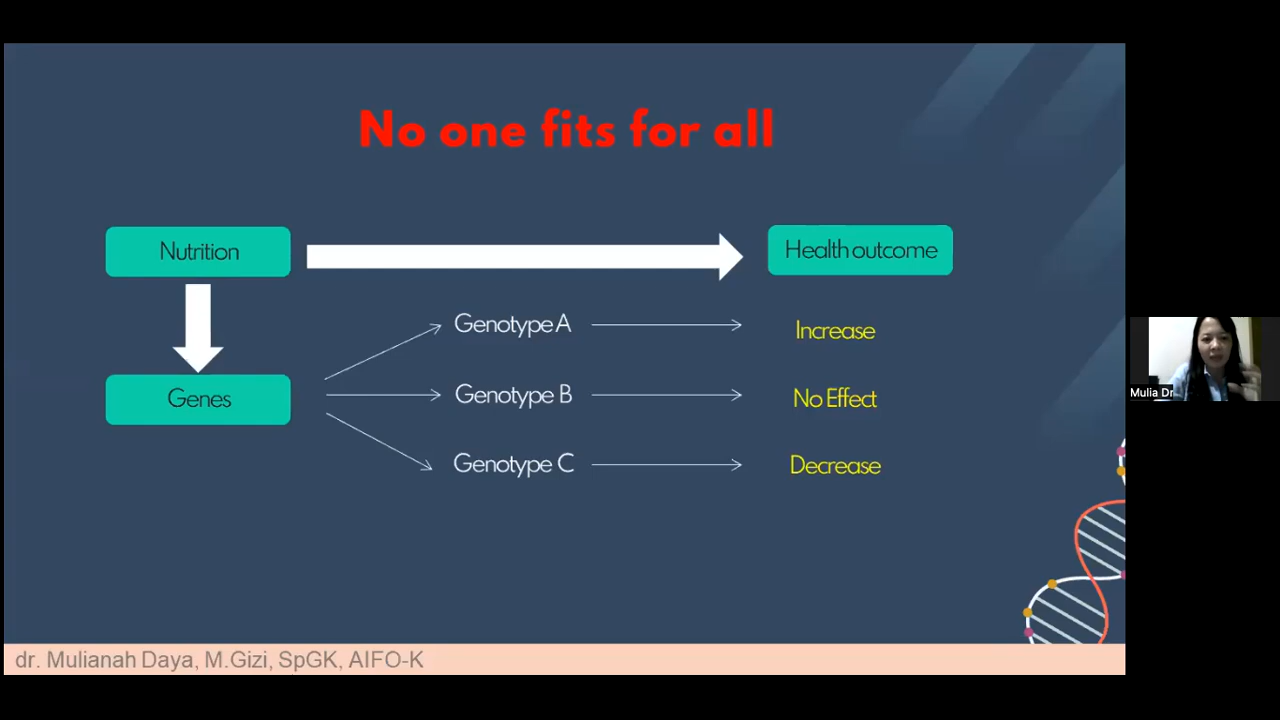 No one fits for all
Nutrition
Health outcome
Genotype A
Increase
Genes
Genotype B
No Effect
Genotype C
Decrease
Mulia Dr
dr. Mulianah Daya, M.Gizi, SpGK, AIFO-K